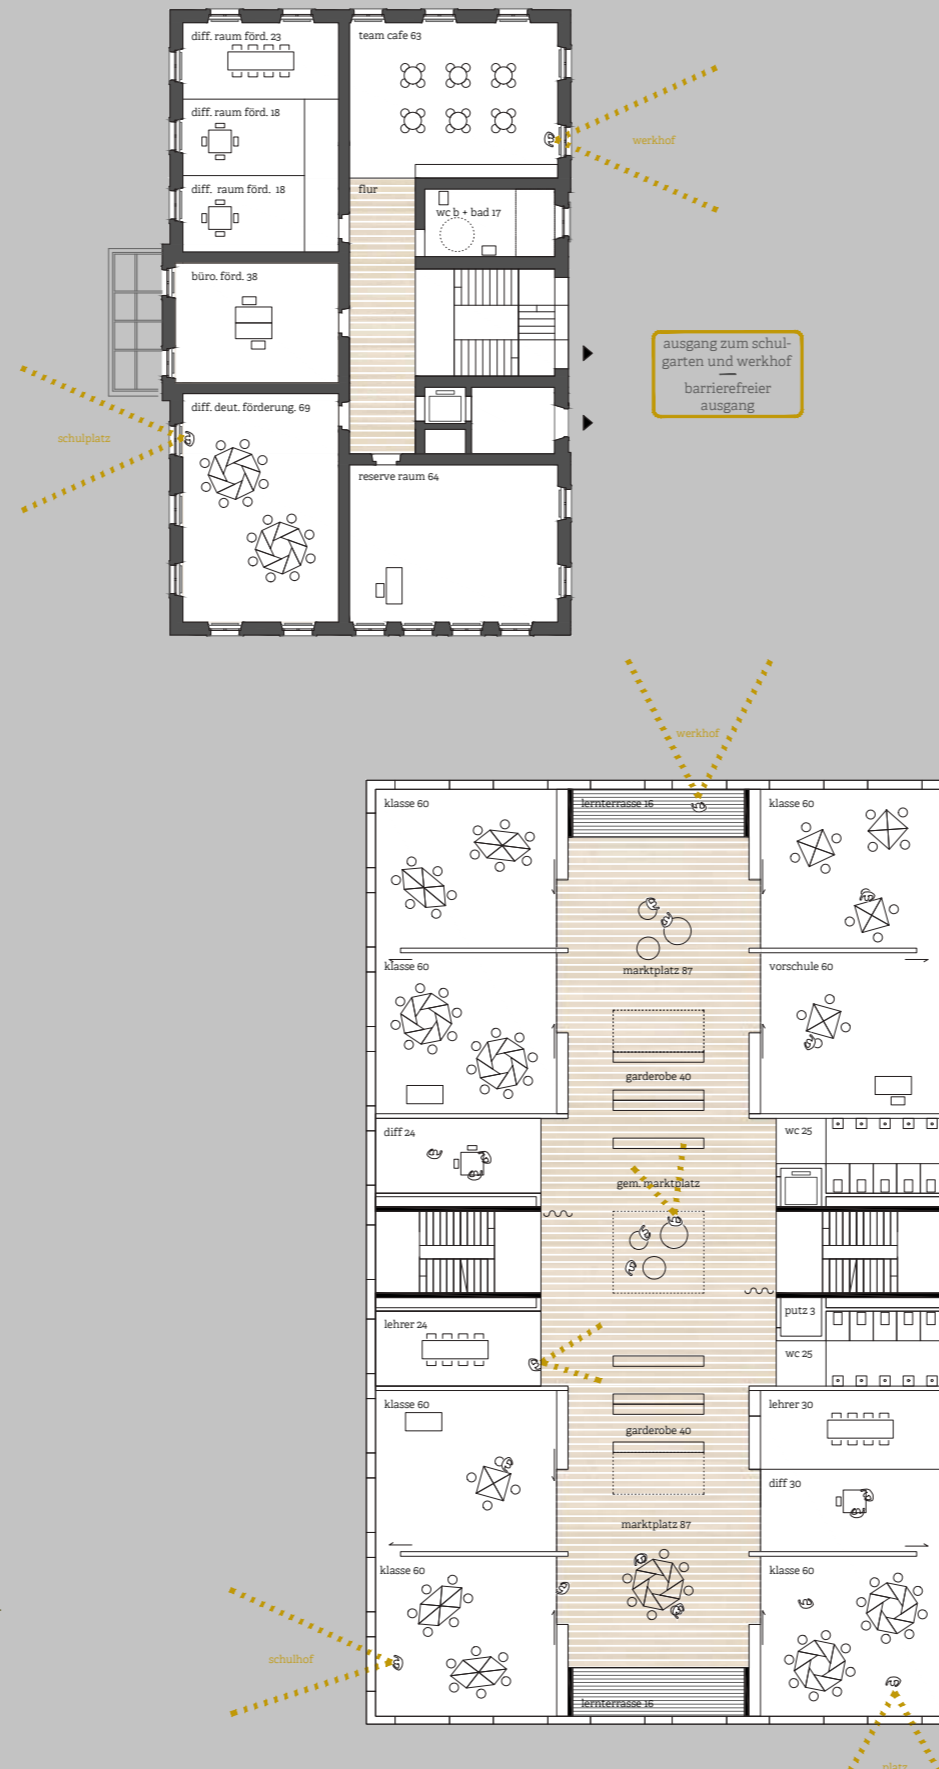 diff. raum förd. 23
team cafe 63
diff. raum förd. 18
werkhof
diff. raum förd. 18
flur
wc b + bad 17
büro. förd. 38
ausgang zum schul-
garten und werkhof
—
barrierefreier
ausgang
diff. deut. förderung. 69
schulplatz
reserve raum 64
werkhof
klasse 60
lernterrasse 16
klasse 60
klasse 60
marktplatz 87
vorschule 60
garderobe 40
diff 24
wc 25
gem. marktplatz
putz 3
lehrer 24
wc 25
klasse 60
lehrer 30
garderobe 40
diff 30
marktplatz 87
klasse 60
klasse 60
schulhof
lernterrasse 16
platz